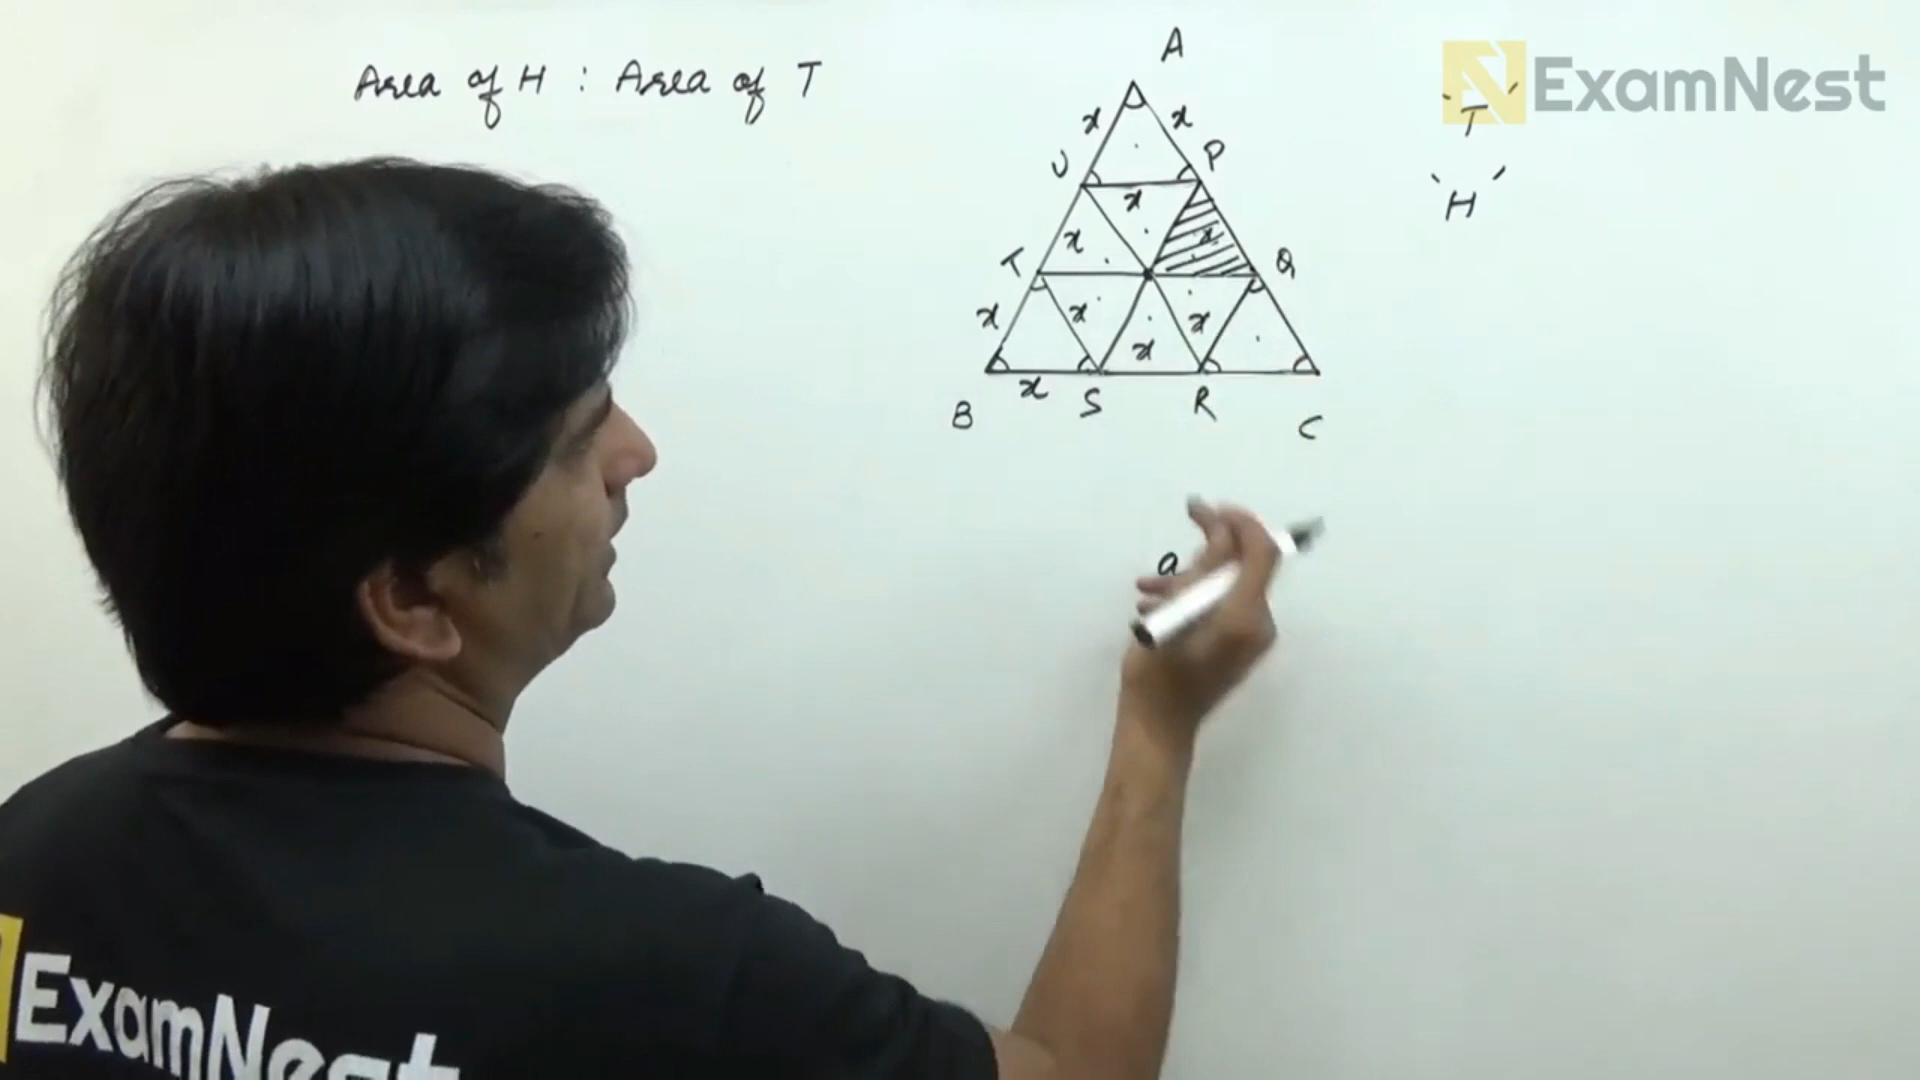 Area of H : Area of T
ExamNest
A
T
x x
U P
H
x
x x
T Q
x x x
x
B x S R C
a
ExamNest